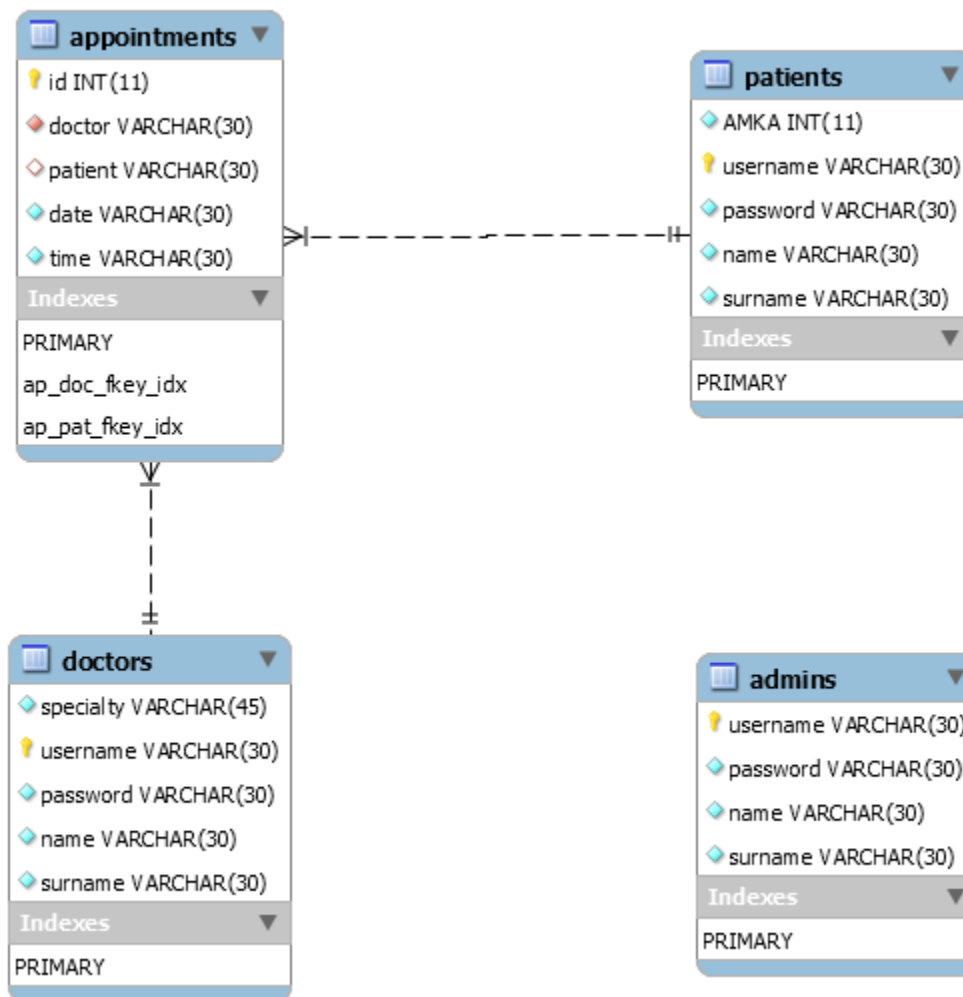 appointments
id INT(11)
doctor VARCHAR(30)
patient VARCHAR(30)
date VARCHAR(30)
time VARCHAR(30)
Indexes
PRIMARY
ap_doc_fkey_idx
ap_pat_fkey_idx
patients
AMKA INT(11)
username VARCHAR(30)
password VARCHAR(30)
name VARCHAR(30)
surname VARCHAR(30)
Indexes
PRIMARY
doctors
specialty VARCHAR(45)
username VARCHAR(30)
password VARCHAR(30)
name VARCHAR(30)
surname VARCHAR(30)
Indexes
PRIMARY
admins
username VARCHAR(30)
password VARCHAR(30)
name VARCHAR(30)
surname VARCHAR(30)
Indexes
PRIMARY